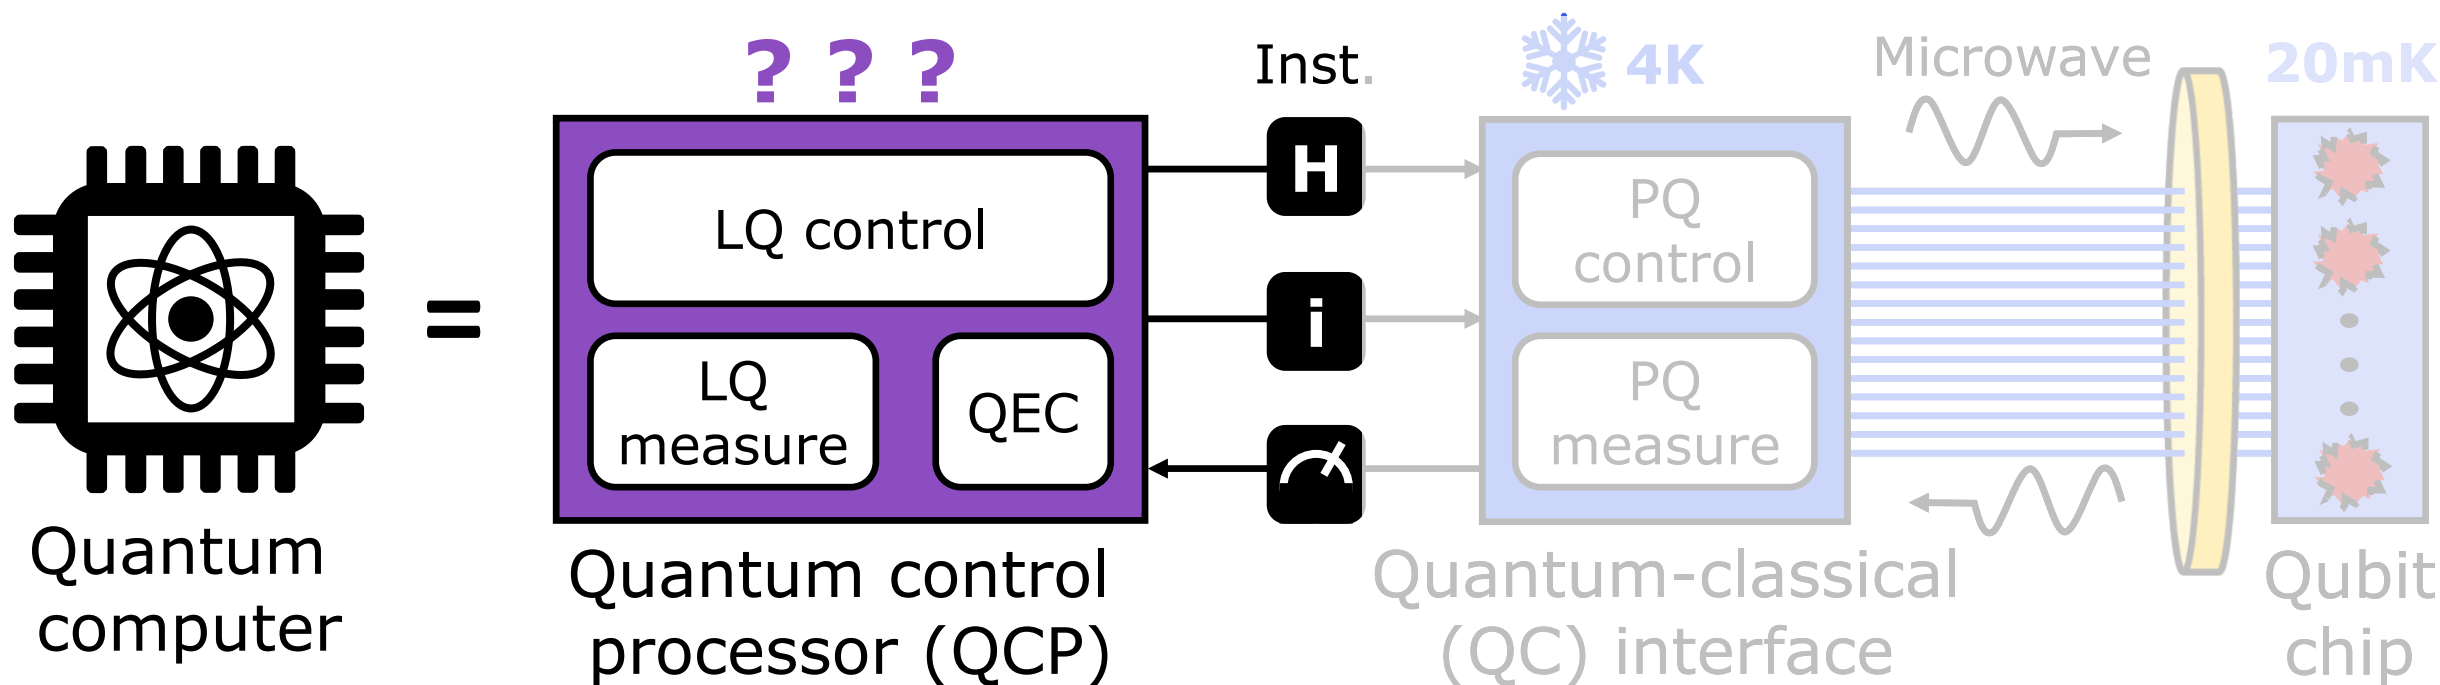 ? ? ?
Inst.
4K
Microwave
20mK
LQ control
LQ
measure
QEC
H
i
PQ
control
PQ
measure
=
Quantum
computer
Quantum control
processor (QCP)
Quantum-classical
(QC) interface
Qubit
chip